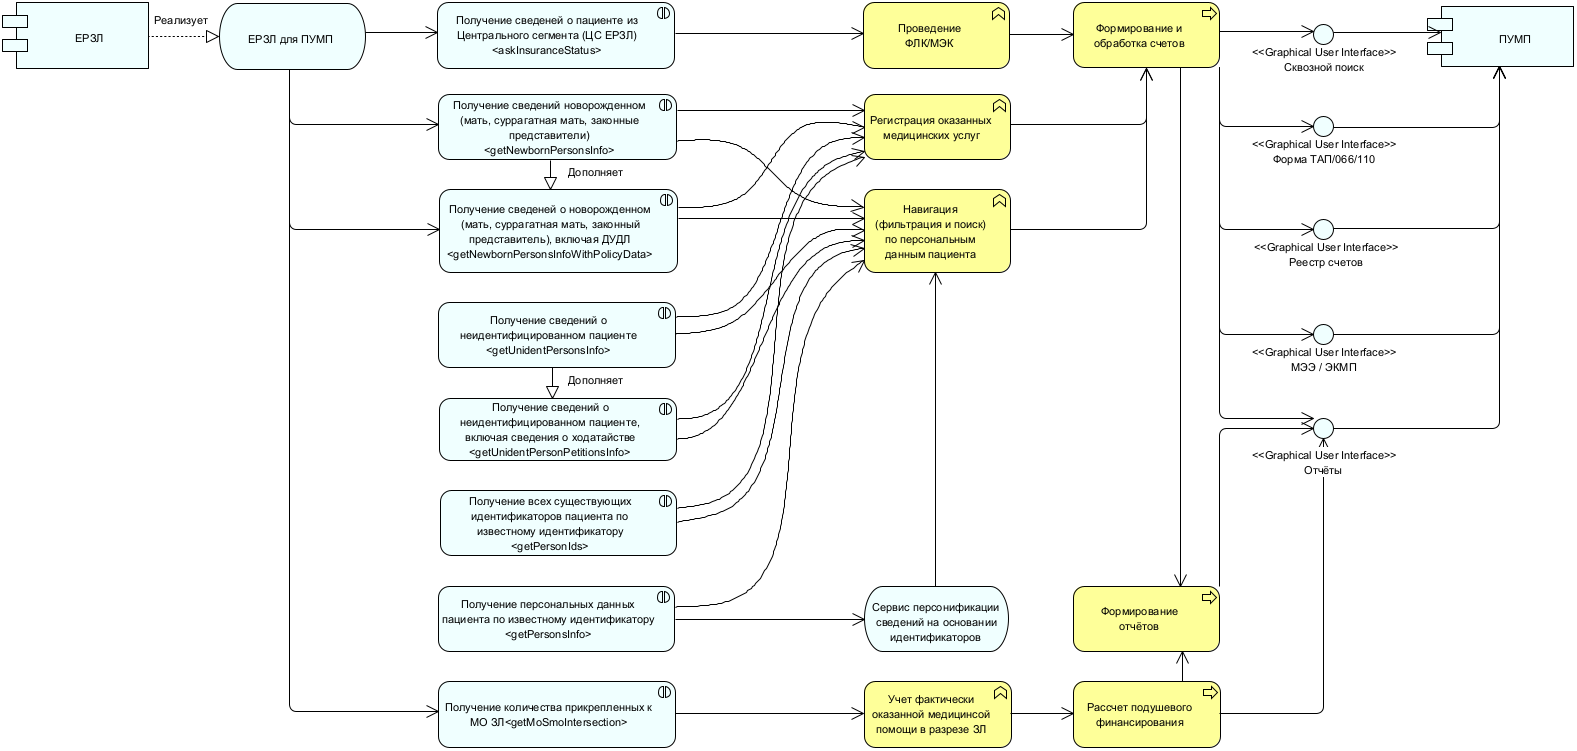 ЕРЗЛ
Реализует
ЕРЗЛ для ПУМП
Получение сведений о пациенте из
Центрального сегмента (ЦС ЕРЗЛ)
<askInsuranceStatus>
Проведение
ФЛК/МЭК
Формирование и
обработка счетов
<<Graphical User Interface>>
Сквозной поиск
ПУМП
Получение сведений новорожденном
(мать, суррагатная мать, законные
представители)
<getNewbornPersonsInfo>
Регистрация оказанных
медицинских услуг
<<Graphical User Interface>>
Форма ТАП/066/110
Дополняет
Получение сведений о новорожденном
(мать, суррагатная мать, законный
представитель), включая ДУДЛ
<getNewbornPersonsInfoWithPolicyData>
Навигация
(фильтрация и поиск)
по персональным
данным пациента
<<Graphical User Interface>>
Реестр счетов
Получение сведений о
неидентифицированном пациенте
<getUnidentPersonsInfo>
<<Graphical User Interface>>
МЭЭ / ЭКМП
Дополняет
Получение сведений о
неидентифицированном пациенте,
включая сведения о ходатайстве
<getUnidentPersonPetitionsInfo>
<<Graphical User Interface>>
Отчёты
Получение всех существующих
идентификаторов пациента по
известному идентификатору
<getPersonIds>
Получение персональных данных
пациента по известному идентификатору
<getPersonsInfo>
Сервис персонификации
сведений на основании
идентификаторов
Формирование
отчётов
Получение количества прикрепленных к
МО ЗЛ<getMoSmoIntersection>
Учет фактически
оказанной медицинсой
помощи в разрезе ЗЛ
Рассчет подушевого
финансирования